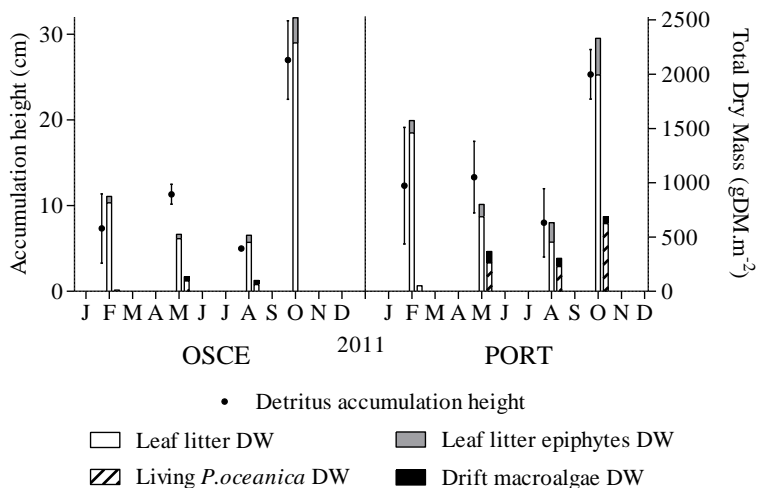 Accumulation height (cm)
30
20
10
0
2500
2000
1500
1000
500
0
Total Dry Mass (gDM.m-2)
J F M A M J J A S O N D J F M A M J J A S O N D
OSCE 2011 PORT
Detritus accumulation height
Leaf litter DW Leaf litter epiphytes DW
Living P.oceanica DW Drift macroalgae DW